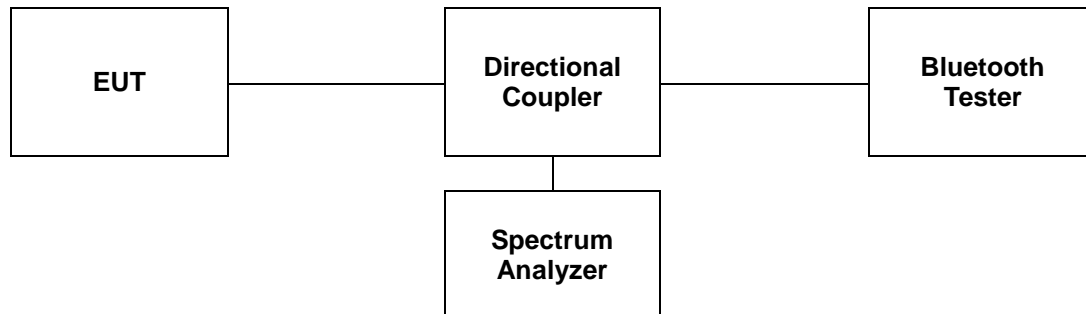 EUT
Directional
Coupler
Bluetooth
Tester
Spectrum
Analyzer